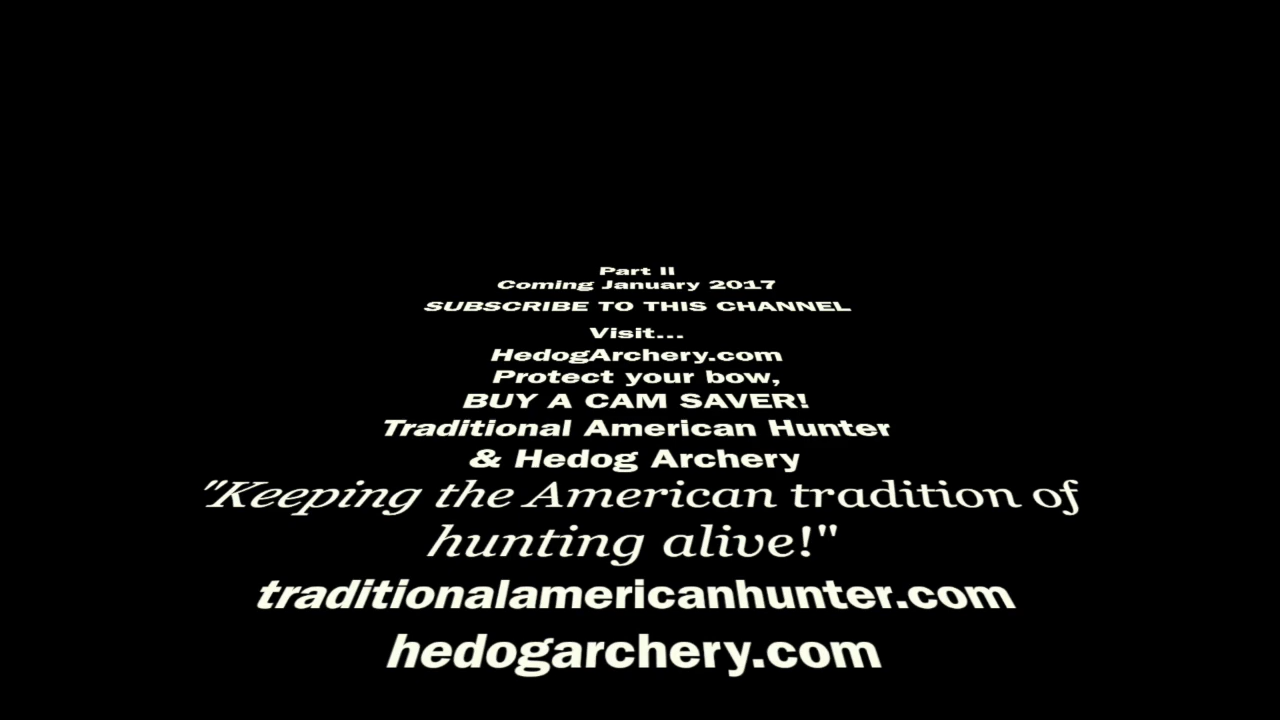 Part II
Coming January 2017
SUBSCRIBE TO THIS CHANNEL
Visit...
HedogArchery.com
Protect your bow,
BUY A CAM SAVER!
Traditional American Hunter
& Hedog Archery
"Keeping the American tradition of
hunting alive!"
traditionalamericanhunter.com
hedogarchery.com